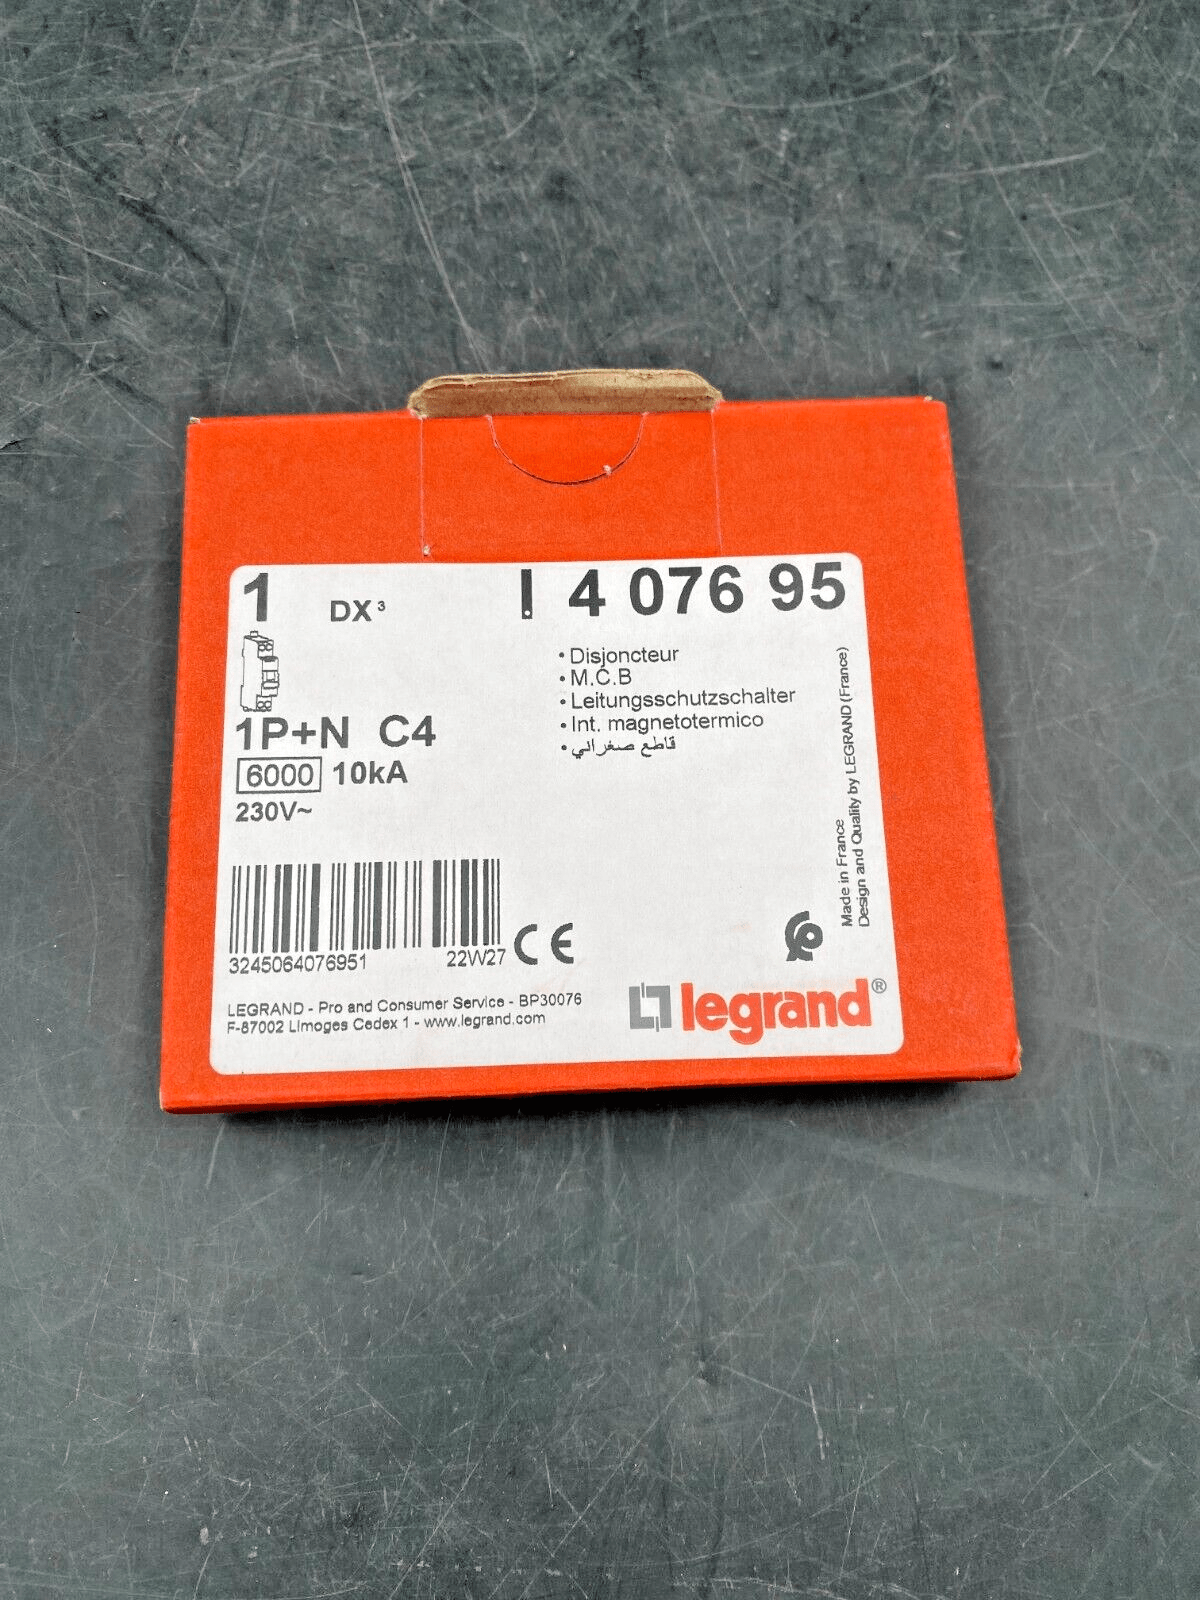 1 DX³ 4 076 95
• Disjoncteur
• M.C.B
• Leitungsschutzschalter
• Int. magnetotermico
• قاطع صغرائي
1P+N C4
6000 10kA
230V~
3245064076951 22W27
CE
LEGRAND - Pro and Consumer Service - BP30076
F-87002 Limoges Cedex 1 - www.legrand.com
legrand®
Made in France
Design and Quality by LEGRAND (France)